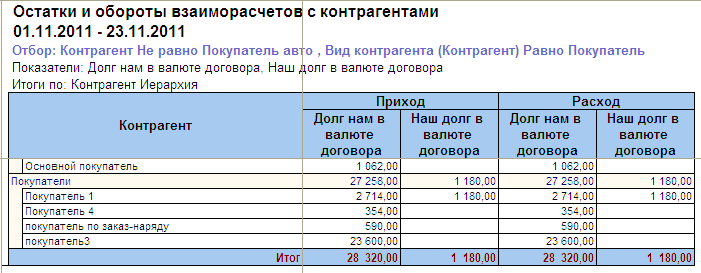 Остатки и обороты взаиморасчетов с контрагентами
01.11.2011 - 23.11.2011
Отбор: Контрагент Не равно Покупатель авто , Вид контрагента (Контрагент) Равно Покупатель
Показатели: Долг нам в валюте договора, Наш долг в валюте договора
Итоги по: Контрагент Иерархия
Контрагент Приход Расход
Долг нам в валюте договора Наш долг в валюте договора Долг нам в валюте договора Наш долг в валюте договора
Основной покупатель 1 062,00 1 062,00
Покупатели 27 258,00 1 180,00 27 258,00 1 180,00
Покупатель 1 2 714,00 1 180,00 2 714,00 1 180,00
Покупатель 4 354,00 354,00
покупатель по заказ-наряду 590,00 590,00
покупатель3 23 600,00 23 600,00
Итог 28 320,00 1 180,00 28 320,00 1 180,00